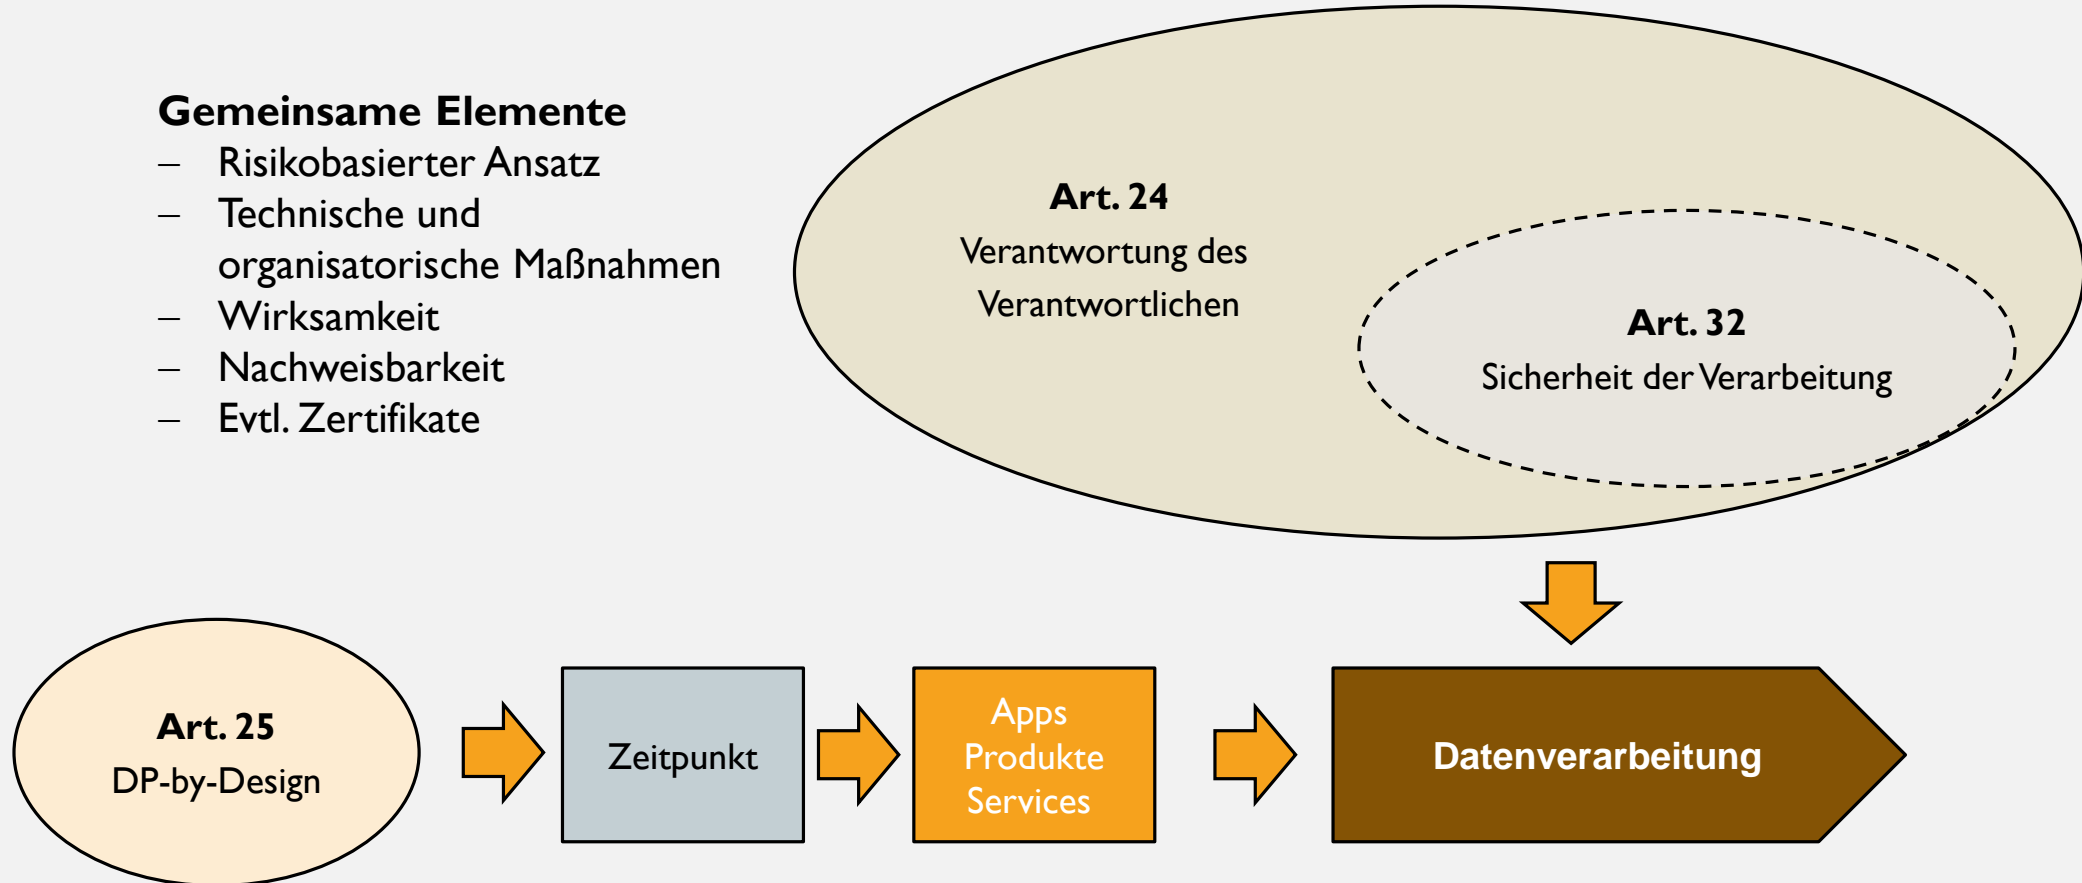 Gemeinsame Elemente
– Risikobasierter Ansatz
– Technische und
organisatorische Maßnahmen
– Wirksamkeit
– Nachweisbarkeit
– Evtl. Zertifikate
Art. 24
Verantwortung des
Verantwortlichen
Art. 32
Sicherheit der Verarbeitung
Art. 25
DP-by-Design
Zeitpunkt
Apps
Produkte
Services
Datenverarbeitung